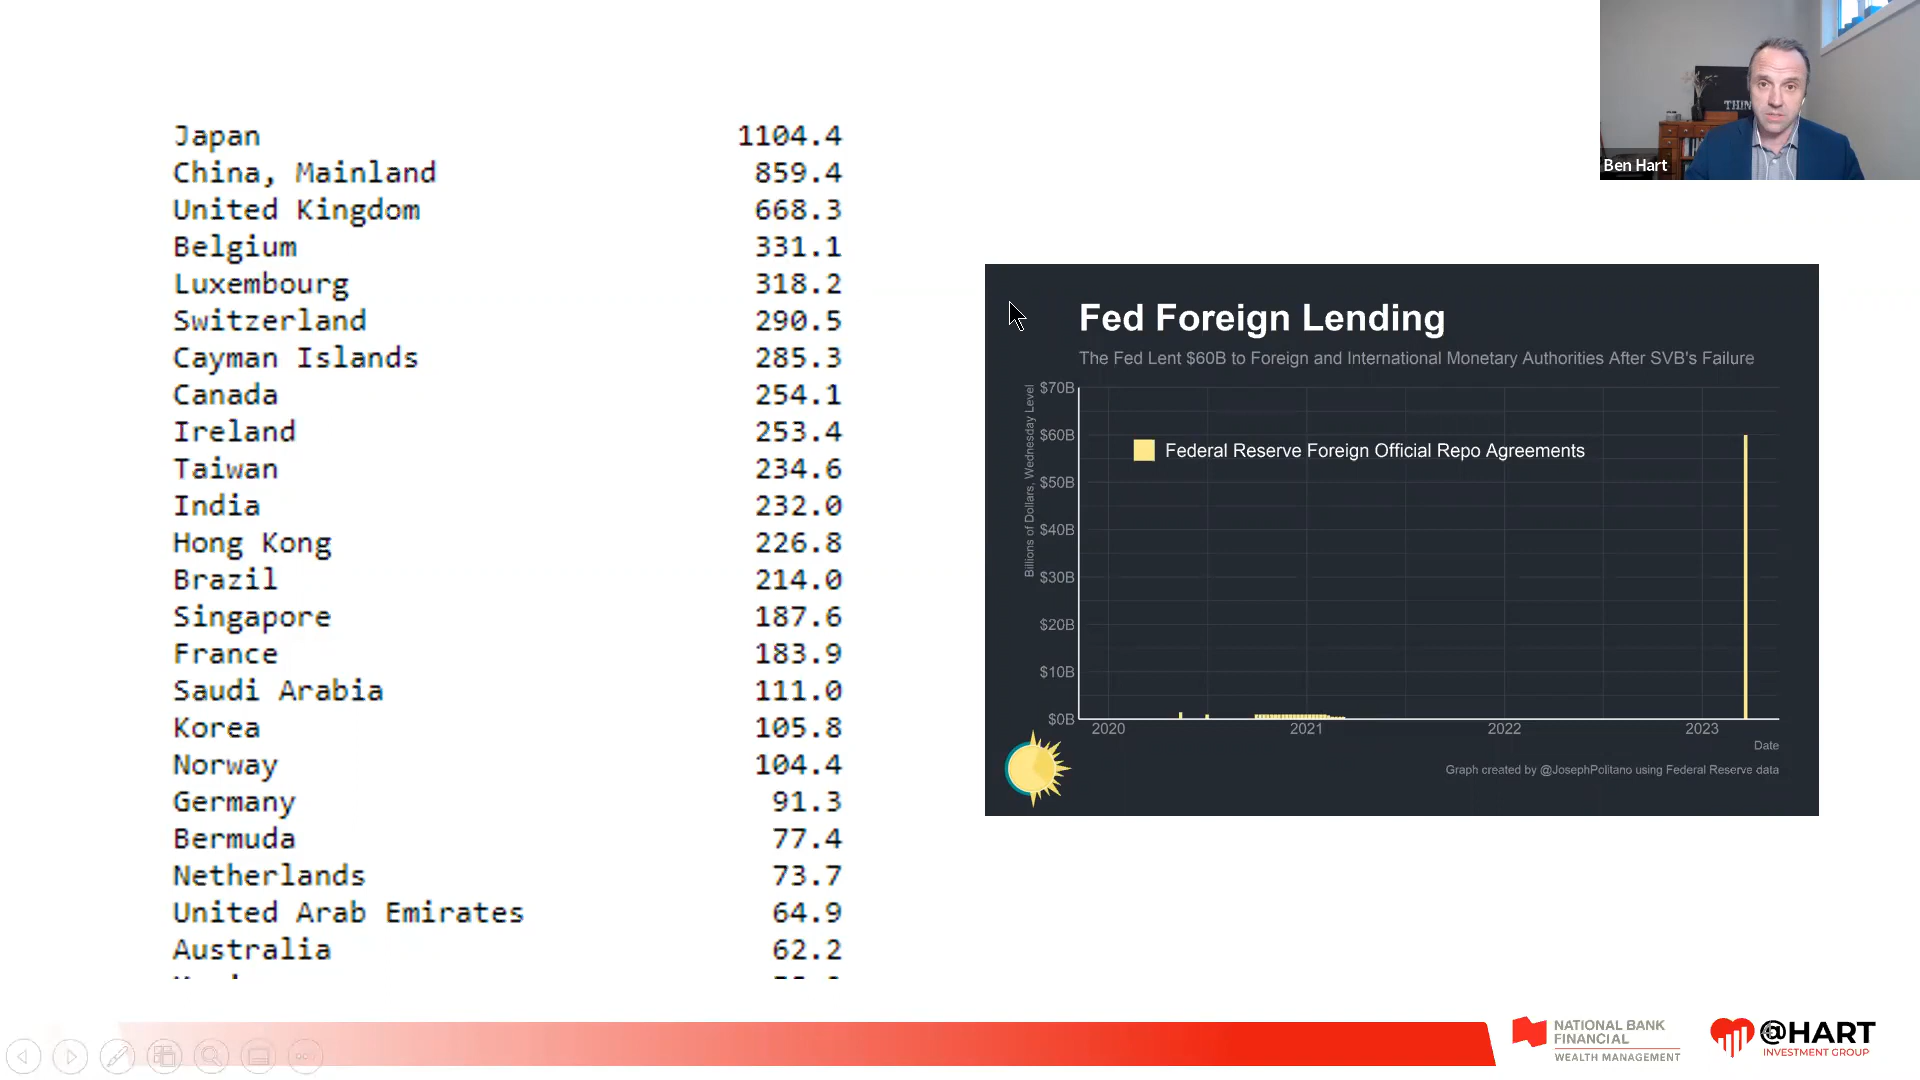 Japan 1104.4
China, Mainland 859.4
United Kingdom 668.3
Belgium 331.1
Luxembourg 318.2
Switzerland 290.5
Cayman Islands 285.3
Canada 254.1
Ireland 253.4
Taiwan 234.6
India 232.0
Hong Kong 226.8
Brazil 214.0
Singapore 187.6
France 183.9
Saudi Arabia 111.0
Korea 105.8
Norway 104.4
Germany 91.3
Bermuda 77.4
Netherlands 73.7
United Arab Emirates 64.9
Australia 62.2
Ben Hart
Fed Foreign Lending
The Fed Lent $60B to Foreign and International Monetary Authorities After SVB's Failure
Billions of Dollars, Wednesday Level
$70B
$60B
$50B
$40B
$30B
$20B
$10B
$0B
Federal Reserve Foreign Official Repo Agreements
2020 2021 2022 2023
Date
Graph created by @JosephPolitano using Federal Reserve data
NATIONAL BANK
FINANCIAL
WEALTH MANAGEMENT
@HART
INVESTMENT GROUP